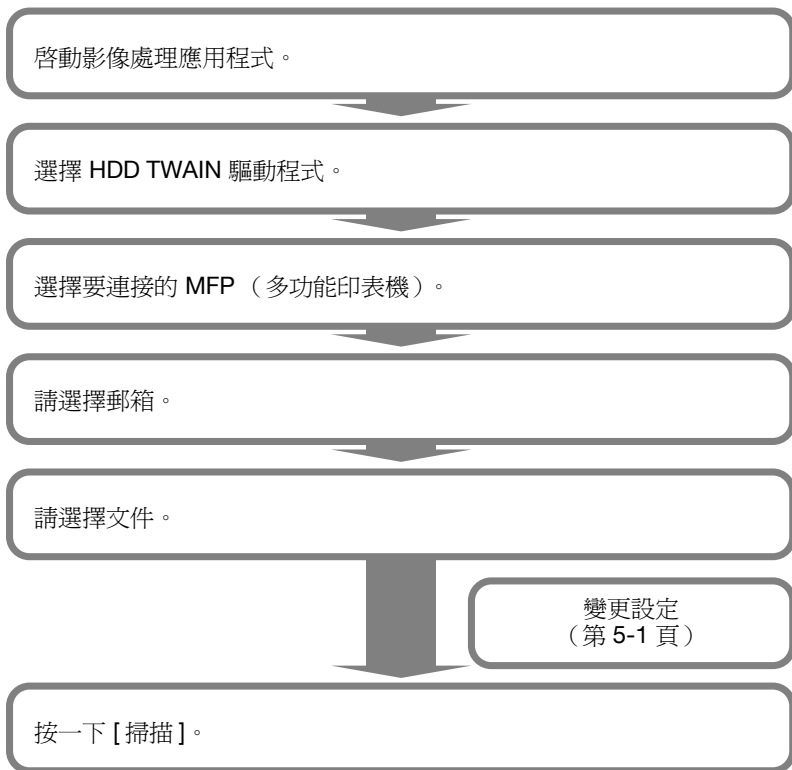 啓動影像處理應用程式。
選擇 HDD TWAIN 驅動程式。
選擇要連接的 MFP （多功能印表機）。
請選擇郵箱。
請選擇文件。
變更設定
（第 5-1 頁）
按一下 [ 掃描 ]。